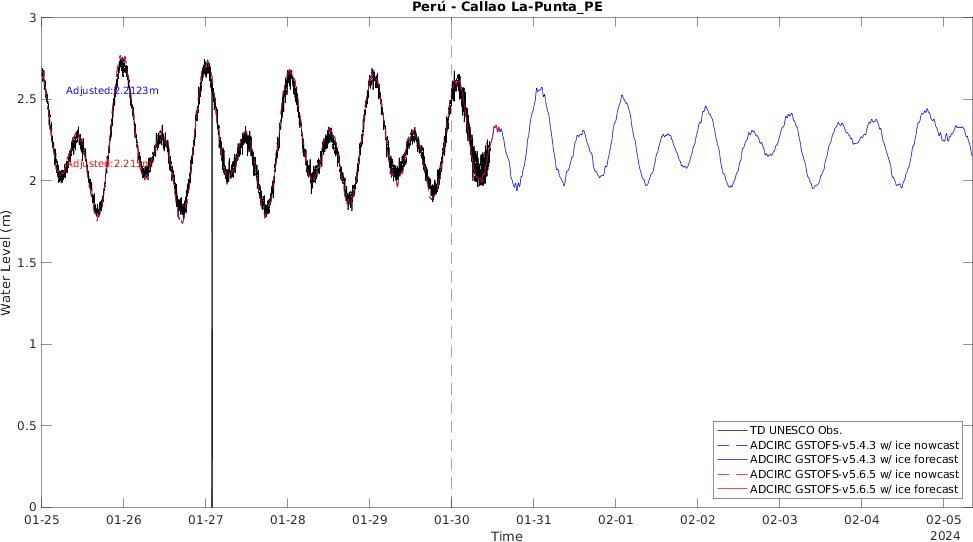 Perú - Callao La-Punta_PE
3
2.5
2
1.5
1
0.5
0
Water Level (m)
Adjusted:2.2123m
TD UNESCO Obs.
ADCIRC GSTOFS-v5.4.3 w/ ice nowcast
ADCIRC GSTOFS-v5.4.3 w/ ice forecast
ADCIRC GSTOFS-v5.6.5 w/ ice nowcast
ADCIRC GSTOFS-v5.6.5 w/ ice forecast
01-25 01-26 01-27 01-28 01-29 01-30 01-31 02-01 02-02 02-03 02-04 02-05
Time
2024